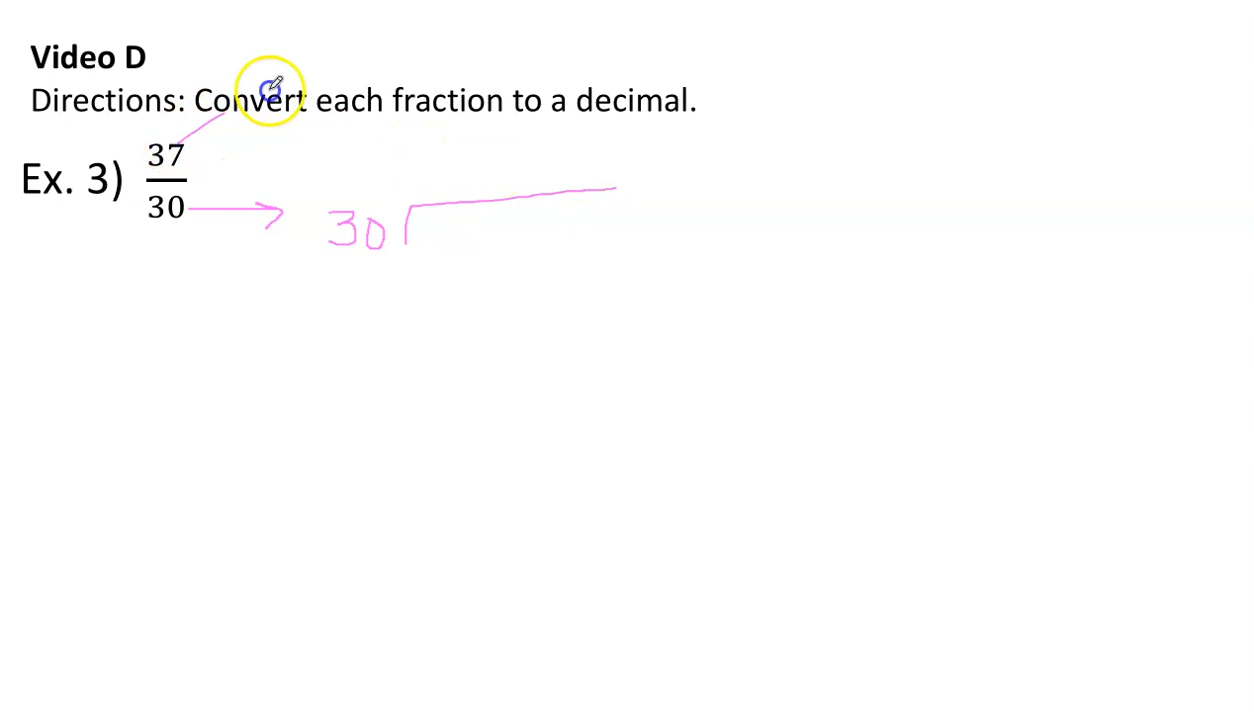 Video D
Directions: Convert each fraction to a decimal.
Ex. 3) 37/30
30